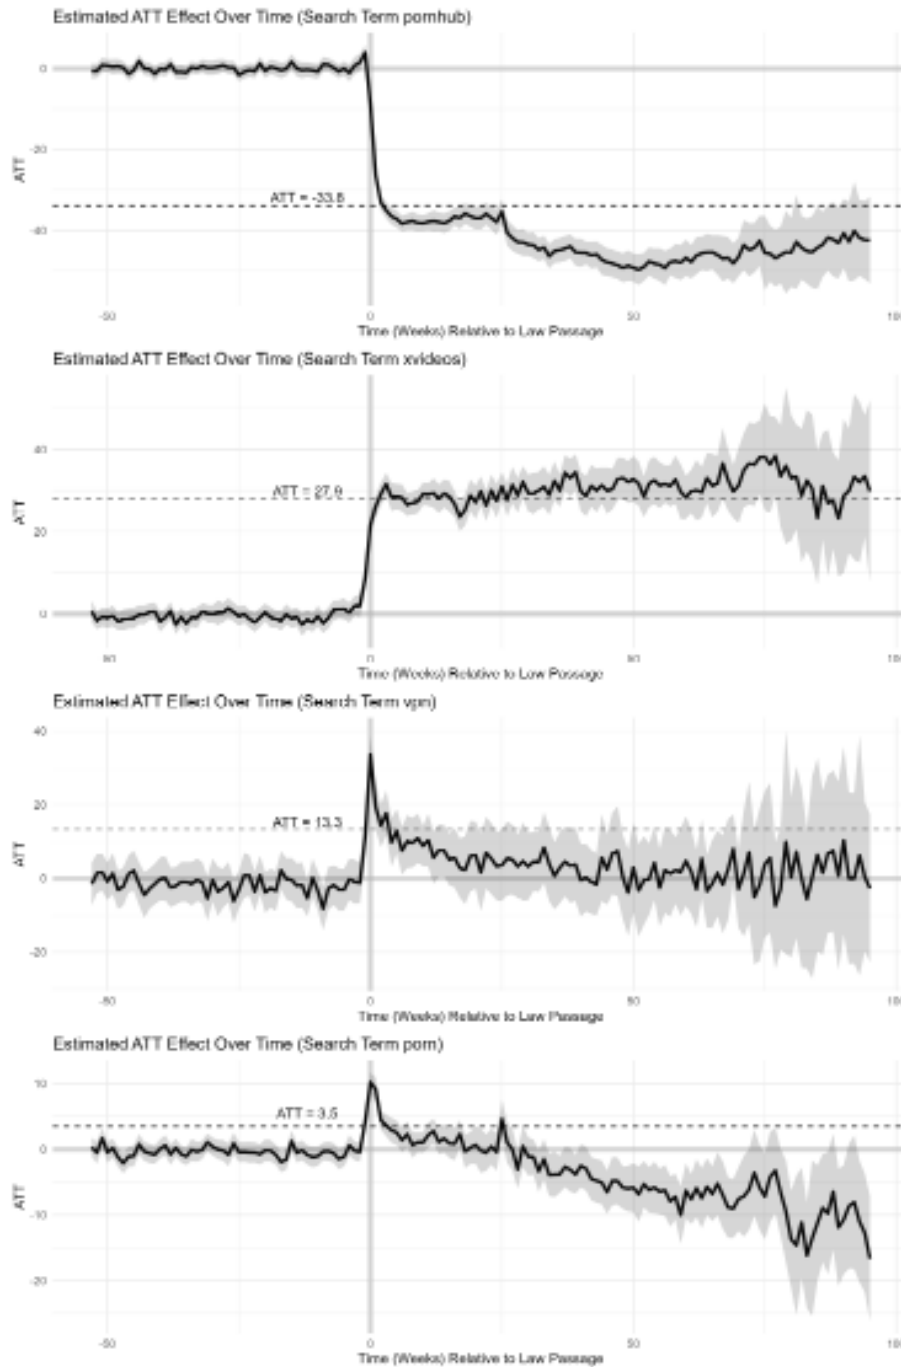 Estimated ATT Effect Over Time (Search Term pornhub)
0
-20
ATT = -33.8
-40
ATT
-50 0 50 100
Time (Weeks) Relative to Law Passage
Estimated ATT Effect Over Time (Search Term xvideos)
40
ATT = 27.9
20
ATT
0
-50 0 50 100
Time (Weeks) Relative to Law Passage
Estimated ATT Effect Over Time (Search Term vpn)
40
20
ATT = 13.3
ATT
0
-20
-50 0 50 100
Time (Weeks) Relative to Law Passage
Estimated ATT Effect Over Time (Search Term porn)
10
ATT = 3.5
0
ATT
-10
-20
-50 0 50 100
Time (Weeks) Relative to Law Passage